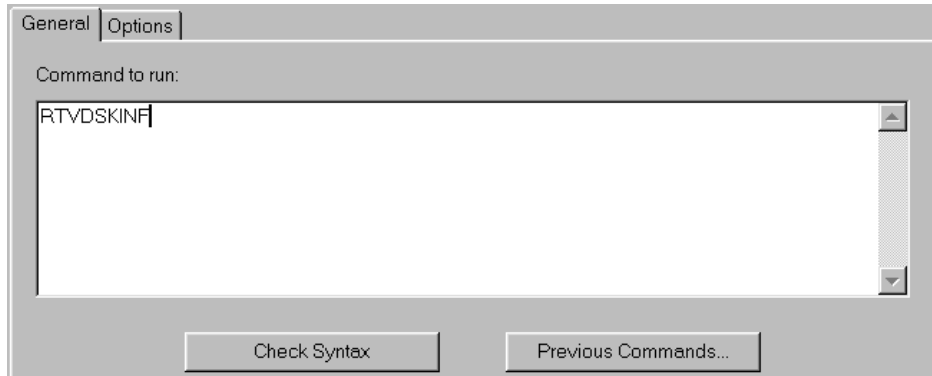 General Options
Command to run:
RTVDSKINF
Check Syntax Previous Commands...